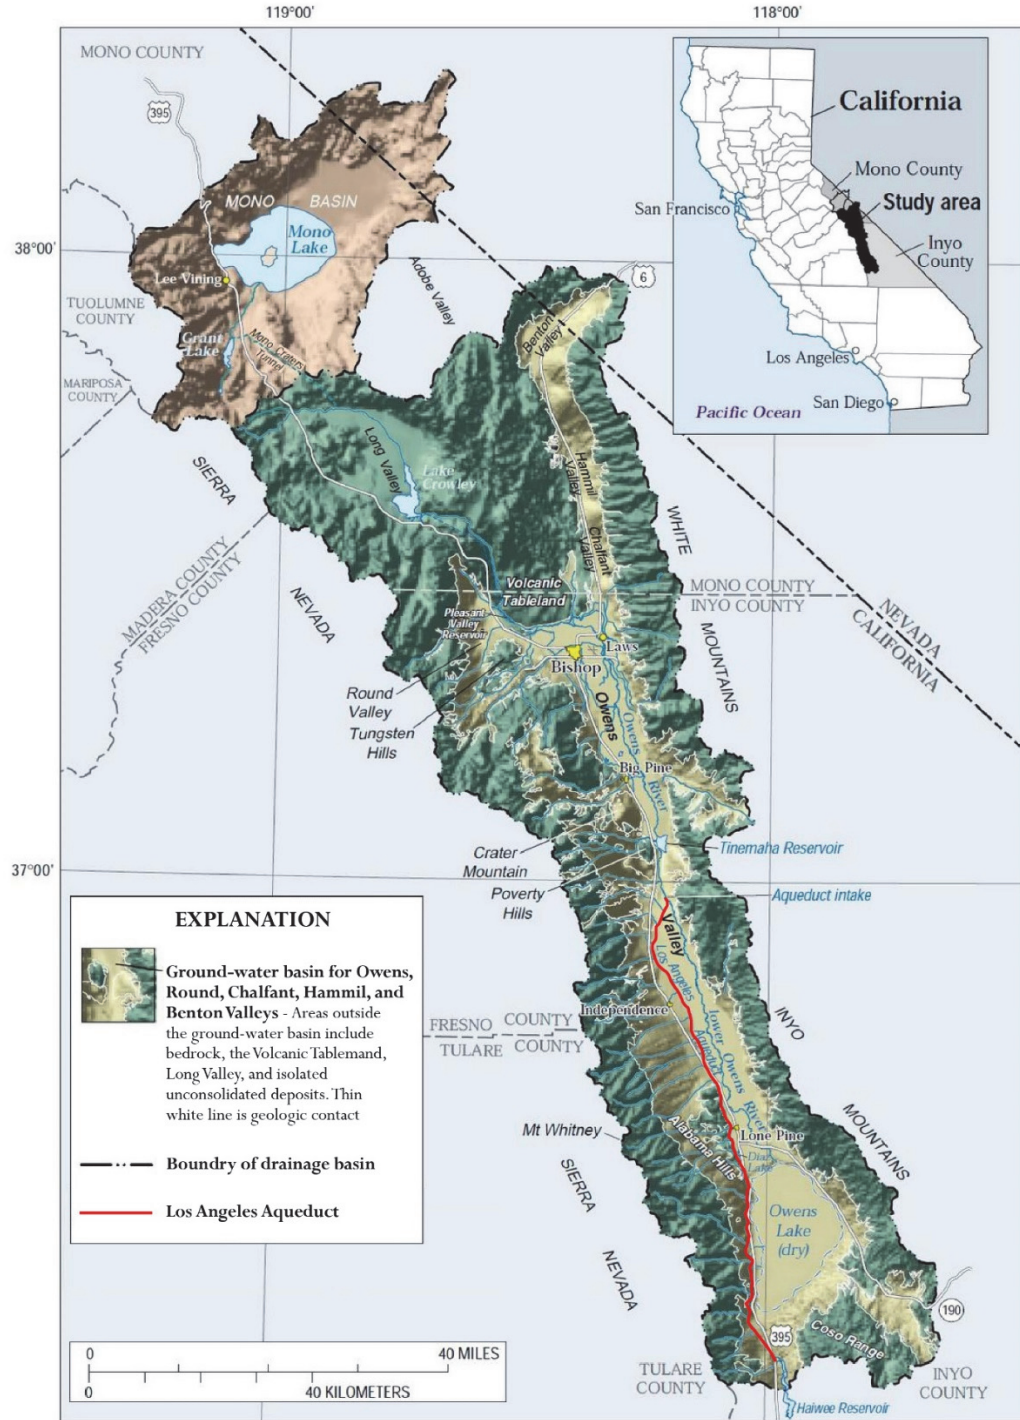 119°00'
118°00'
MONO COUNTY
395
California
Mono County
Study area
San Francisco
Inyo
County
Los Angeles
San Diego
Pacific Ocean
MONO BASIN
Mono
Lake
38°00'
Lee Vining
TUOLUMNE
COUNTY
Grant
Lake
Mono Craters
Tunnel
MARIPOSA
COUNTY
Adobe Valley
6
Benton
Valley
SIERRA
Long Valley
Lake
Crowley
Hammil
Valley
WHITE
Chalfant
Valley
MADERA COUNTY
FRESNO COUNTY
NEVADA
Volcanic
Tableland
MONO COUNTY
INYO COUNTY
NEVADA
CALIFORNIA
Pleasant
Valley
Reservoir
Laws
MOUNTAINS
Bishop
Round
Valley
Tungsten
Hills
Owens
Owens
River
Big Pine
Crater
Mountain
Tinemaha Reservoir
37°00'
Poverty
Hills
Aqueduct intake
Valley
EXPLANATION
Ground-water basin for Owens,
Round, Chalfant, Hammil, and
Benton Valleys - Areas outside
the ground-water basin include
bedrock, the Volcanic Tablemand,
Long Valley, and isolated
unconsolidated deposits. Thin
white line is geologic contact
Boundry of drainage basin
Los Angeles Aqueduct
Los Angeles
Aqueduct
Independence
lower Owens River
INYO
FRESNO COUNTY
TULARE COUNTY
MOUNTAINS
Mt Whitney
Alabama Hills
Lone Pine
Diaz
Lake
SIERRA
Owens
Lake
(dry)
NEVADA
190
395
Coso Range
0 40 MILES
0 40 KILOMETERS
TULARE
COUNTY
INYO
COUNTY
Haiwee Reservoir